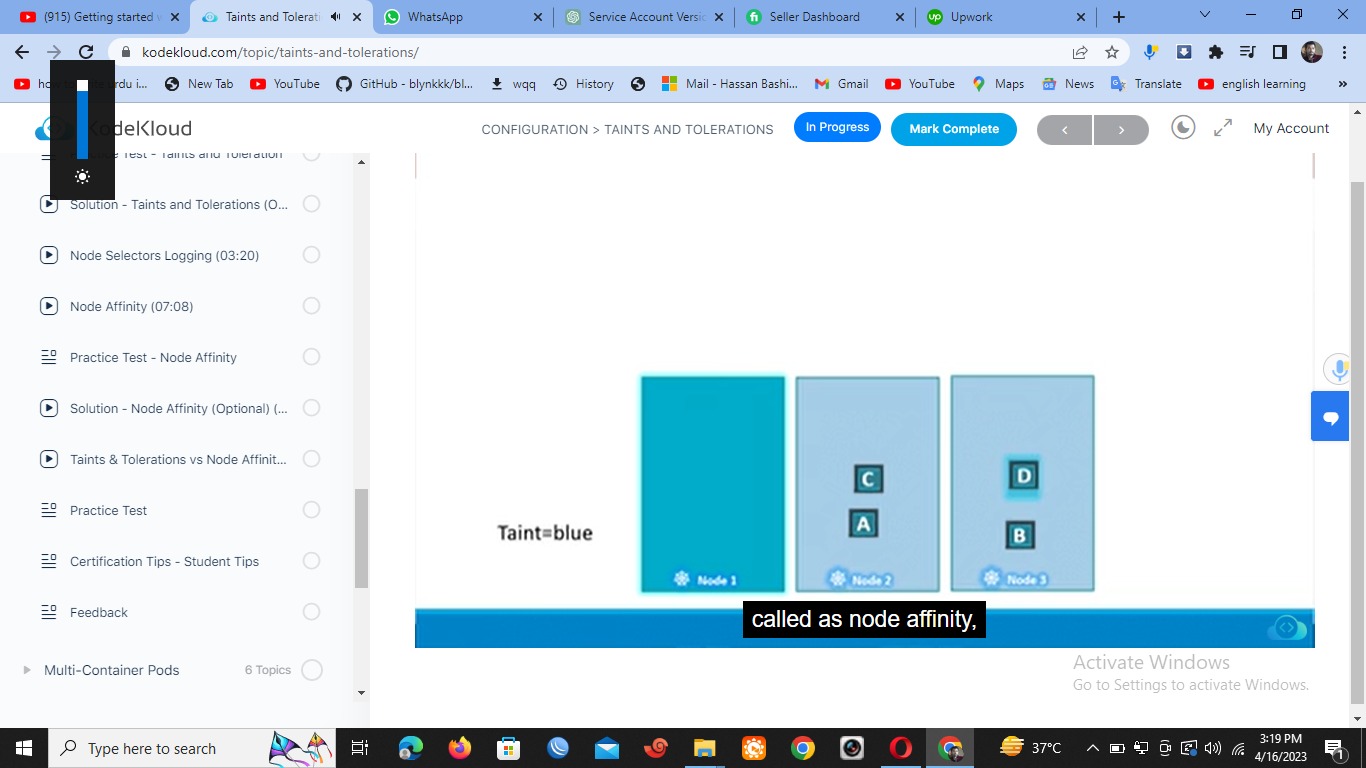 (915) Getting started w
Taints and Tolerati
WhatsApp
Service Account Versio
Seller Dashboard
Upwork
kodekloud.com/topic/taints-and-tolerations/
New Tab
YouTube
GitHub - blynkkk/bl...
wqq
History
Mail - Hassan Bashi...
Gmail
YouTube
Maps
News
Translate
english learning
»
KodeKloud
CONFIGURATION > TAINTS AND TOLERATIONS
In Progress
Mark Complete
My Account
Test - Taints and Toleration
Solution - Taints and Tolerations (O...
Node Selectors Logging (03:20)
Node Affinity (07:08)
Practice Test - Node Affinity
Solution - Node Affinity (Optional) (...
Taints & Tolerations vs Node Affinit...
Practice Test
Certification Tips - Student Tips
Feedback
Multi-Container Pods
6 Topics
C
D
A
B
Taint=blue
Node 1
Node 2
Node 3
called as node affinity,
Activate Windows
Go to Settings to activate Windows.
Type here to search
37°C
3:19 PM
4/16/2023
1